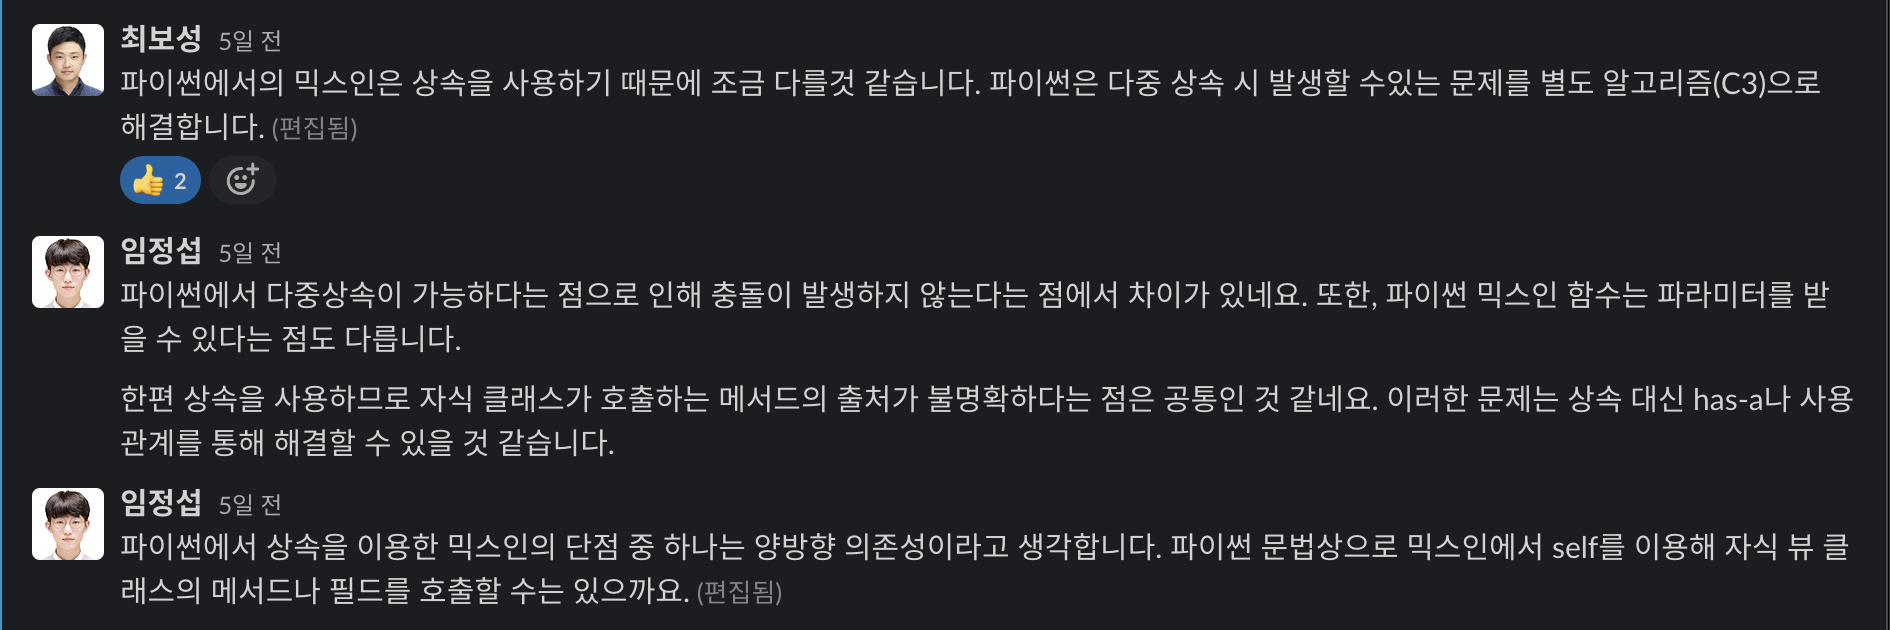 최보성 5일 전
파이썬에서의 믹스인은 상속을 사용하기 때문에 조금 다를것 같습니다. 파이썬은 다중 상속 시 발생할 수있는 문제를 별도 알고리즘(C3)으로
해결합니다. (편집됨)
👍 2
임정섭 5일 전
파이썬에서 다중상속이 가능하다는 점으로 인해 충돌이 발생하지 않는다는 점에서 차이가 있네요. 또한, 파이썬 믹스인 함수는 파라미터를 받
을 수 있다는 점도 다릅니다.
한편 상속을 사용하므로 자식 클래스가 호출하는 메서드의 출처가 불명확하다는 점은 공통인 것 같네요. 이러한 문제는 상속 대신 has-a나 사용
관계를 통해 해결할 수 있을 것 같습니다.
임정섭 5일 전
파이썬에서 상속을 이용한 믹스인의 단점 중 하나는 양방향 의존성이라고 생각합니다. 파이썬 문법상으로 믹스인에서 self를 이용해 자식 뷰 클
래스의 메서드나 필드를 호출할 수는 있으까요. (편집됨)